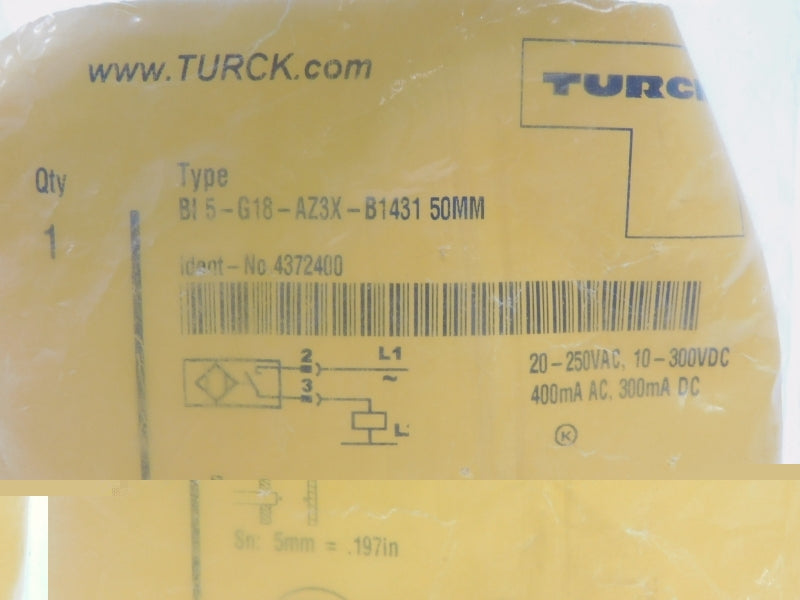 www.TURCK.com
TURCK
Qty
Type
BI 5-G18-AZ3X-B1431 50MM
1
Ident-No 4372400
2
L1
~
3
20-250VAC, 10-300VDC
400mA AC, 300mA DC
K
Sn: 5mm = .197in